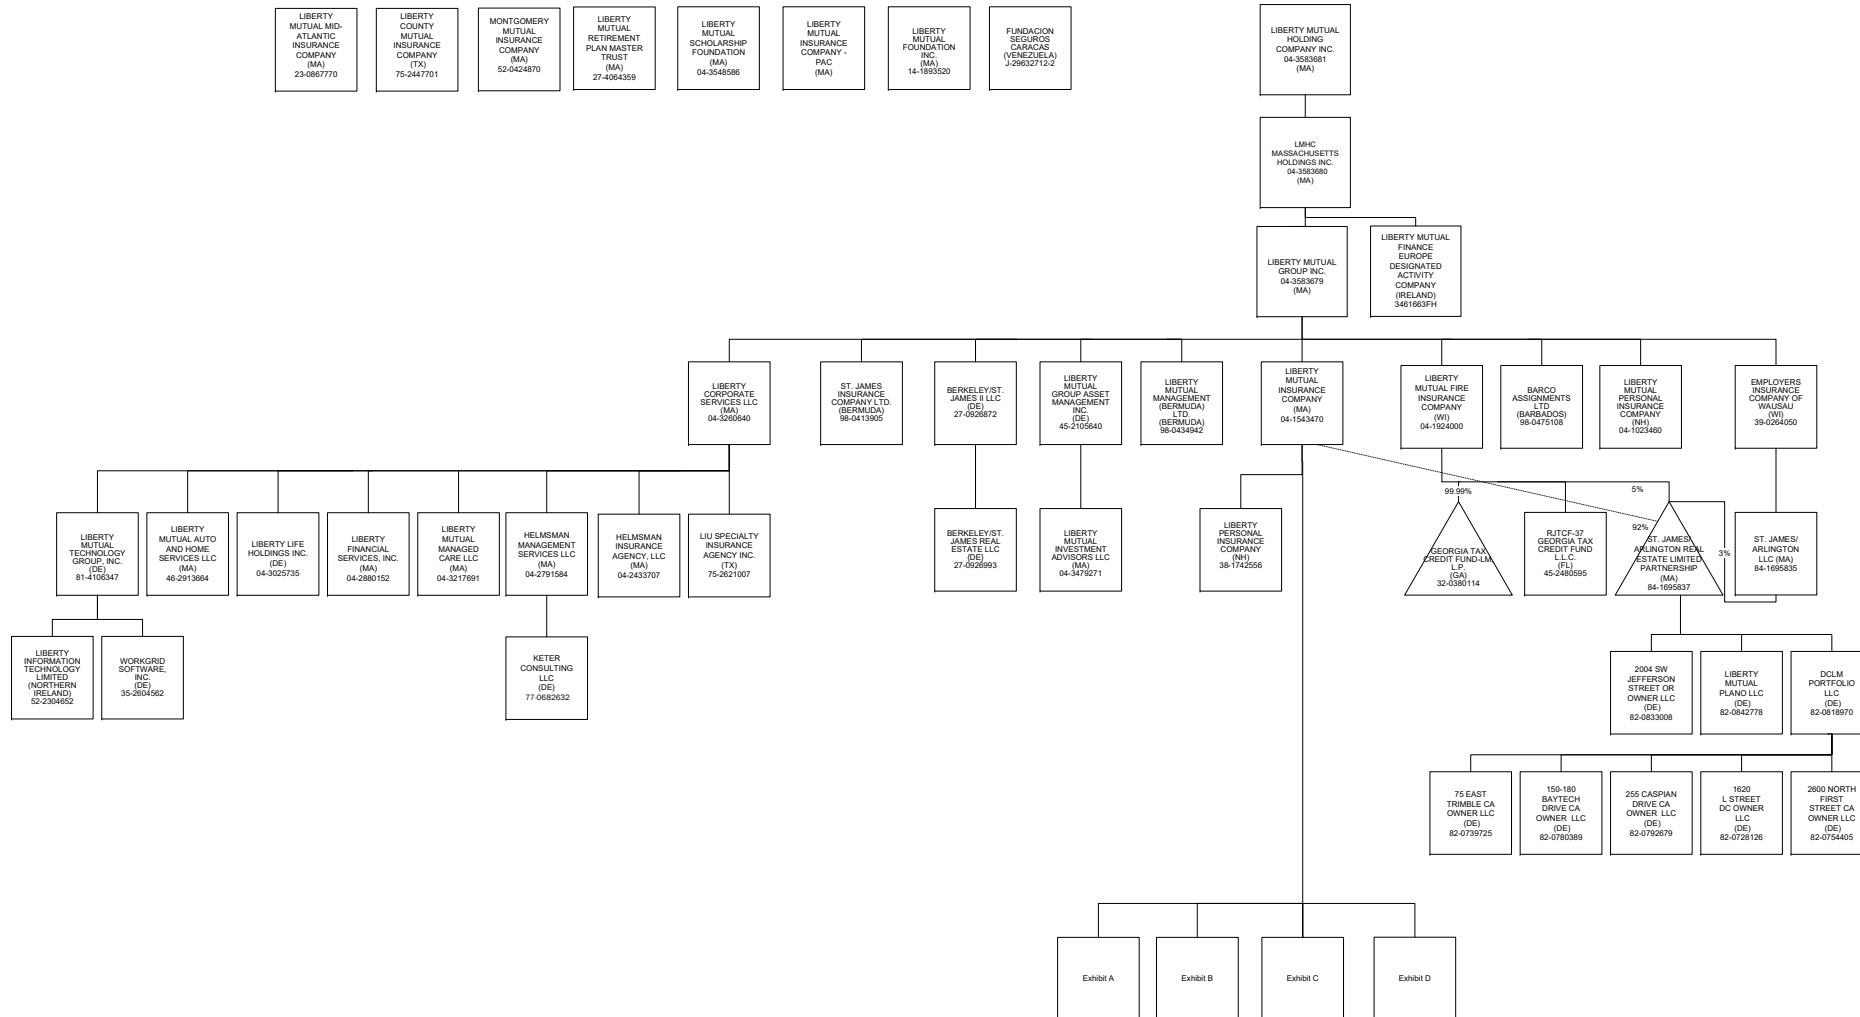 LIBERTY
MUTUAL MID-
ATLANTIC
INSURANCE
COMPANY
(MA)
23-0867770
LIBERTY
COUNTY
MUTUAL
INSURANCE
COMPANY
(TX)
75-2447701
MONTGOMERY
MUTUAL
INSURANCE
COMPANY
(MA)
52-0424870
LIBERTY
MUTUAL
RETIREMENT
PLAN MASTER
TRUST
(MA)
27-4064359
LIBERTY
MUTUAL
SCHOLARSHIP
FOUNDATION
(MA)
04-3548586
LIBERTY
MUTUAL
INSURANCE
COMPANY -
PAC
(MA)
LIBERTY
MUTUAL
FOUNDATION
INC.
(MA)
14-1893520
FUNDACION
SEGUROS
CARACAS
(VENEZUELA)
J-29632712-2
LIBERTY MUTUAL
HOLDING
COMPANY INC.
04-3583681
(MA)
LMHC
MASSACHUSETTS
HOLDINGS INC.
04-3583680
(MA)
LIBERTY MUTUAL
GROUP INC.
04-3583679
(MA)
LIBERTY MUTUAL
FINANCE
EUROPE
DESIGNATED
ACTIVITY
COMPANY
(IRELAND)
3461663FH
LIBERTY
CORPORATE
SERVICES LLC
(MA)
04-3260640
ST. JAMES
INSURANCE
COMPANY LTD.
(BERMUDA)
98-0413905
BERKELEY/ST.
JAMES II LLC
(DE)
27-0926872
LIBERTY
MUTUAL
GROUP ASSET
MANAGEMENT
INC.
(DE)
45-2105640
LIBERTY
MUTUAL
MANAGEMENT
(BERMUDA)
LTD.
(BERMUDA)
98-0434942
LIBERTY
MUTUAL
INSURANCE
COMPANY
(MA)
04-1543470
LIBERTY
MUTUAL FIRE
INSURANCE
COMPANY
(WI)
04-1924000
BARCO
ASSIGNMENTS
LTD
(BARBADOS)
98-0475108
LIBERTY
MUTUAL
PERSONAL
INSURANCE
COMPANY
(NH)
04-1023460
EMPLOYERS
INSURANCE
COMPANY OF
WAUSAU
(WI)
39-0264050
99.99%
5%
92%
3%
LIBERTY
MUTUAL
TECHNOLOGY
GROUP, INC.
(DE)
81-4106347
LIBERTY
MUTUAL AUTO
AND HOME
SERVICES LLC
(MA)
46-2913664
LIBERTY LIFE
HOLDINGS INC.
(DE)
04-3025735
LIBERTY
FINANCIAL
SERVICES, INC.
(MA)
04-2880152
LIBERTY
MUTUAL
MANAGED
CARE LLC
(MA)
04-3217691
HELMSMAN
MANAGEMENT
SERVICES LLC
(MA)
04-2791584
HELMSMAN
INSURANCE
AGENCY, LLC
(MA)
04-2433707
LIU SPECIALTY
INSURANCE
AGENCY INC.
(TX)
75-2621007
BERKELEY/ST.
JAMES REAL
ESTATE LLC
(DE)
27-0926993
LIBERTY
MUTUAL
INVESTMENT
ADVISORS LLC
(MA)
04-3479271
LIBERTY
PERSONAL
INSURANCE
COMPANY
(NH)
38-1742556
GEORGIA TAX
CREDIT FUND-LM
L.P.
(GA)
32-0380114
RJTCF-37
GEORGIA TAX
CREDIT FUND
L.L.C.
(FL)
45-2480595
ST. JAMES/
ARLINGTON REAL
ESTATE LIMITED
PARTNERSHIP
(MA)
84-1695837
ST. JAMES/
ARLINGTON
LLC (MA)
84-1695835
LIBERTY
INFORMATION
TECHNOLOGY
LIMITED
(NORTHERN
IRELAND)
52-2304652
WORKGRID
SOFTWARE,
INC.
(DE)
35-2604562
KETER
CONSULTING
LLC
(DE)
77-0682632
2004 SW
JEFFERSON
STREET OR
OWNER LLC
(DE)
82-0833008
LIBERTY
MUTUAL
PLANO LLC
(DE)
82-0842778
DCLM
PORTFOLIO
LLC
(DE)
82-0818970
75 EAST
TRIMBLE CA
OWNER LLC
(DE)
82-0739725
150-180
BAYTECH
DRIVE CA
OWNER LLC
(DE)
82-0780389
255 CASPIAN
DRIVE CA
OWNER LLC
(DE)
82-0792679
1620
L STREET
DC OWNER
LLC
(DE)
82-0728126
2600 NORTH
FIRST
STREET CA
OWNER LLC
(DE)
82-0754405
Exhibit A
Exhibit B
Exhibit C
Exhibit D